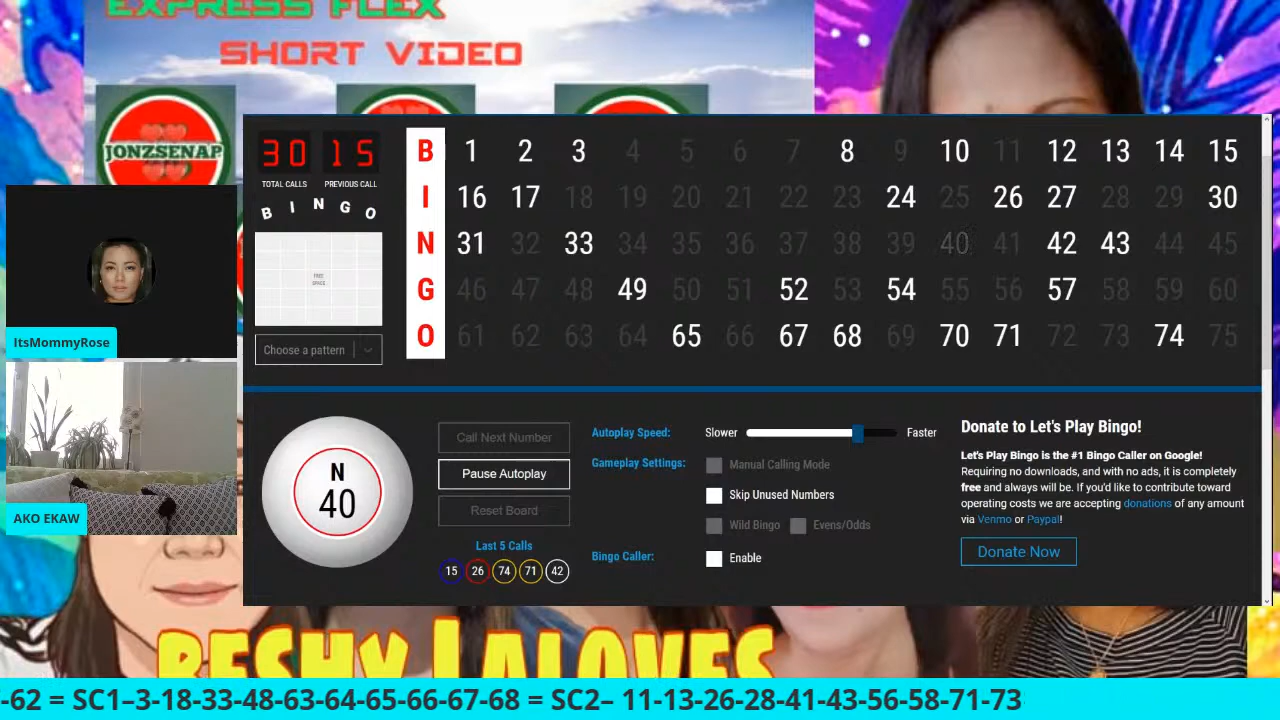 EXPRESS FLEX
SHORT VIDEO
JONZSENAP
30 15
TOTAL CALLS PREVIOUS CALL
B I N G O
FREE SPACE
Choose a pattern
B 1 2 3 4 5 6 7 8 9 10 11 12 13 14 15
I 16 17 18 19 20 21 22 23 24 25 26 27 28 29 30
N 31 32 33 34 35 36 37 38 39 40 41 42 43 44 45
G 46 47 48 49 50 51 52 53 54 55 56 57 58 59 60
O 61 62 63 64 65 66 67 68 69 70 71 72 73 74 75
ItsMommyRose
AKO EKAW
N
40
Call Next Number
Pause Autoplay
Reset Board
Last 5 Calls
15 26 74 71 42
Autoplay Speed: Slower Faster
Gameplay Settings: Manual Calling Mode
Skip Unused Numbers
Wild Bingo Evens/Odds
Bingo Caller: Enable
Donate to Let's Play Bingo!
Let's Play Bingo is the #1 Bingo Caller on Google!
Requiring no downloads, and with no ads, it is completely
free and always will be. If you'd like to contribute toward
operating costs we are accepting donations of any amount
via Venmo or Paypal!
Donate Now
BESHY LALOVES
-62 = SC1–3-18-33-48-63-64-65-66-67-68 = SC2– 11-13-26-28-41-43-56-58-71-73